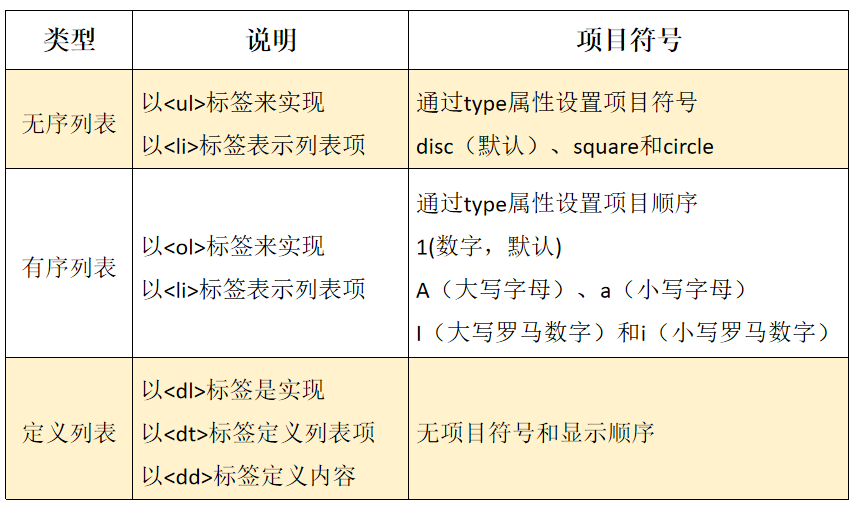 类型 说明 项目符号
无序列表
以<ul>标签来实现
以<li>标签表示列表项
通过type属性设置项目符号
disc（默认）、square和circle
有序列表
以<ol>标签来实现
以<li>标签表示列表项
通过type属性设置项目顺序
1(数字，默认)
A（大写字母）、a（小写字母）
I（大写罗马数字）和i（小写罗马数字）
定义列表
以<dl>标签是实现
以<dt>标签定义列表项
以<dd>标签定义内容
无项目符号和显示顺序